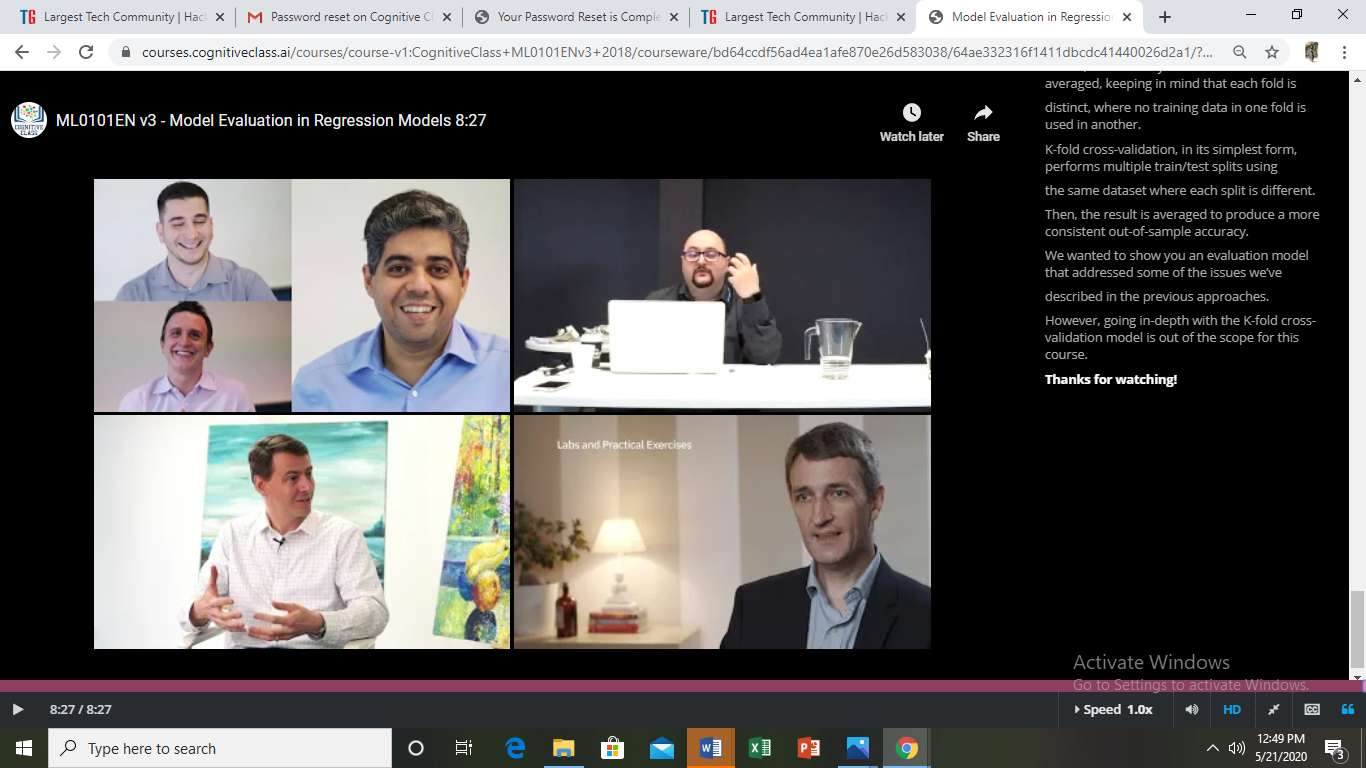 Largest Tech Community | Hac
Password reset on Cognitive Cl
Your Password Reset is Comple
Largest Tech Community | Hac
Model Evaluation in Regression
courses.cognitiveclass.ai/courses/course-v1:CognitiveClass+ML0101ENv3+2018/courseware/bd64ccdf56ad4ea1afe870e26d583038/64ae332316f1411dbcdc41440026d2a1/?...
COGNITIVE
CLASS
ML0101EN v3 - Model Evaluation in Regression Models 8:27
Watch later
Share
averaged, keeping in mind that each fold is
distinct, where no training data in one fold is
used in another.
K-fold cross-validation, in its simplest form,
performs multiple train/test splits using
the same dataset where each split is different.
Then, the result is averaged to produce a more
consistent out-of-sample accuracy.
We wanted to show you an evaluation model
that addressed some of the issues we've
described in the previous approaches.
However, going in-depth with the K-fold cross-
validation model is out of the scope for this
course.
Thanks for watching!
Labs and Practical Exercises
Activate Windows
Go to Settings to activate Windows.
8:27 / 8:27
Speed 1.0x
HD
Type here to search
12:49 PM
5/21/2020
3